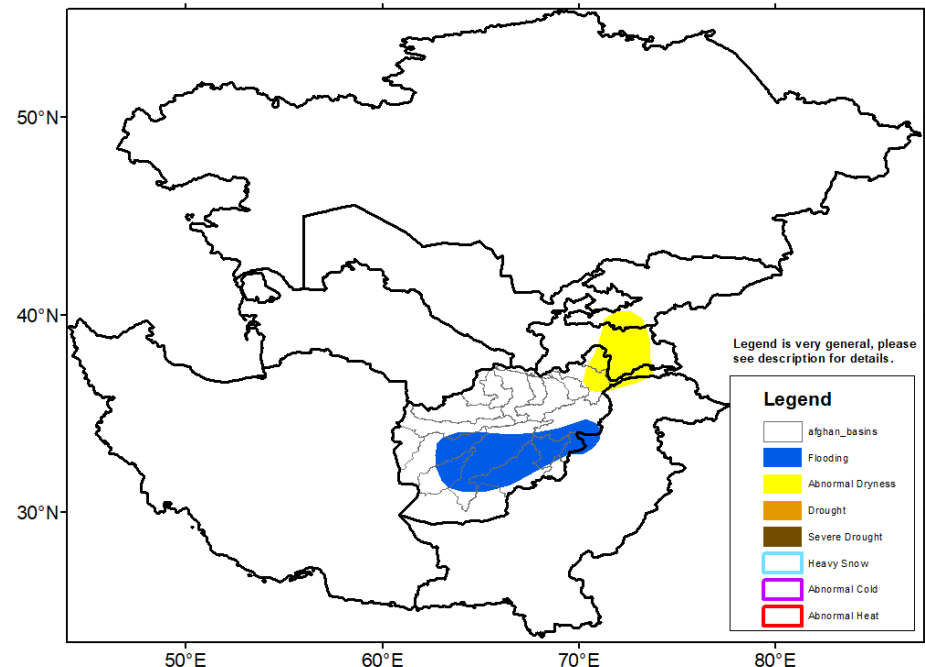 50°N
40°N
30°N
Legend is very general, please
see description for details.
Legend
afghan_basins
Flooding
Abnormal Dryness
Drought
Severe Drought
Heavy Snow
Abnormal Cold
Abnormal Heat
50°E
60°E
70°E
80°E